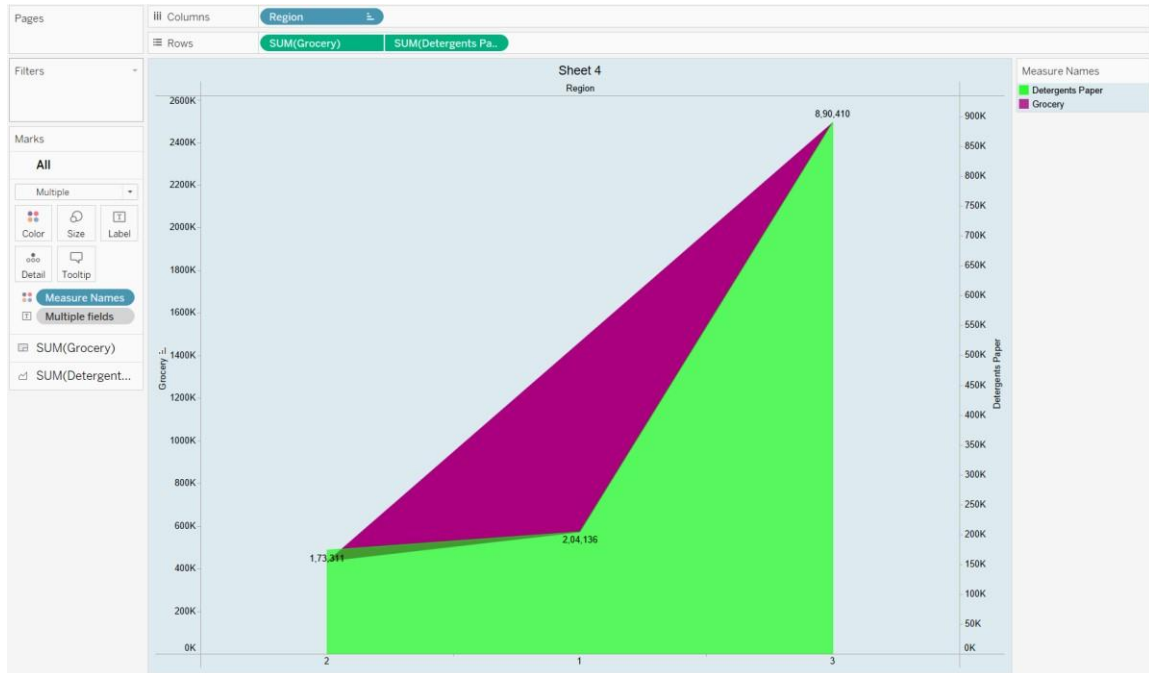 Pages
Columns
Region
Rows
SUM(Grocery)
SUM(Detergents Pa..
Filters
Marks
All
Multiple
Color
Size
Label
Detail
Tooltip
Measure Names
Multiple fields
SUM(Grocery)
SUM(Detergent...
Sheet 4
Region
2600K
2400K
2200K
2000K
1800K
1600K
1400K
1200K
1000K
800K
600K
400K
200K
0K
Grocery
1,73,311
2,04,136
8,90,410
2
1
3
900K
850K
800K
750K
700K
650K
600K
550K
500K
450K
400K
350K
300K
250K
200K
150K
100K
50K
0K
Detergents Paper
Measure Names
Detergents Paper
Grocery